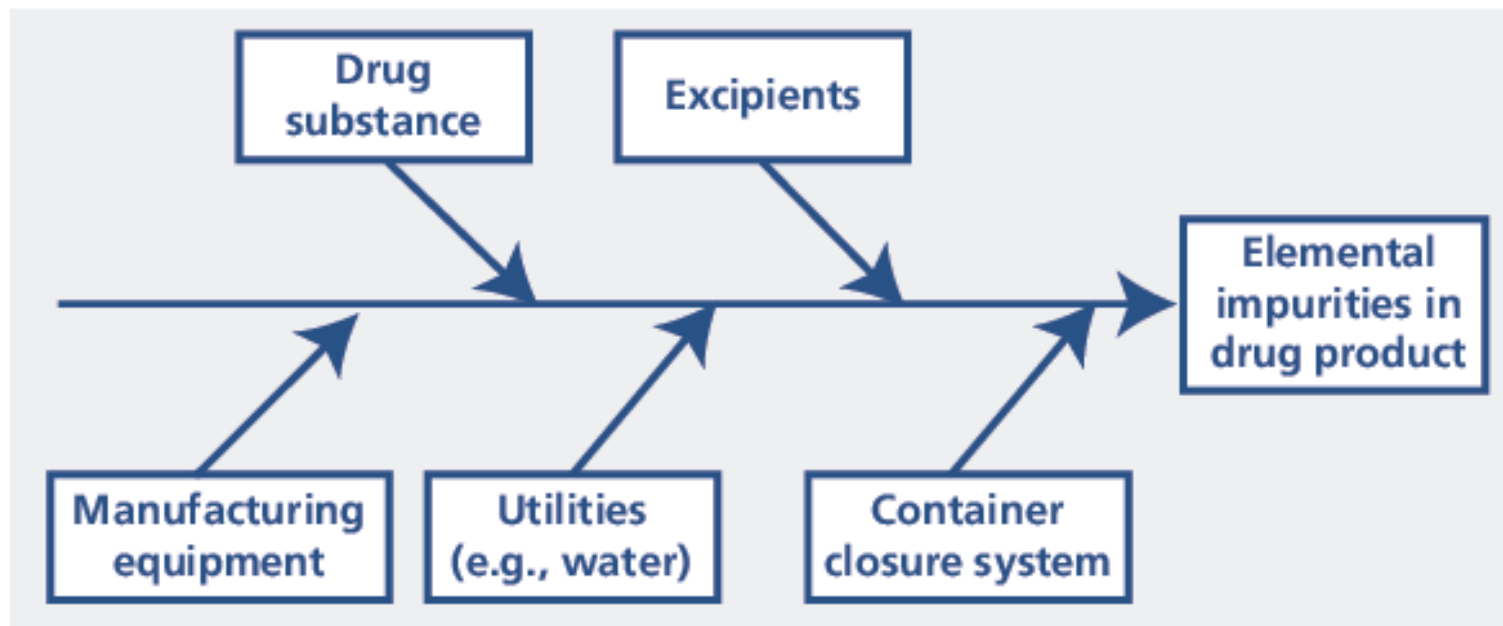 Drug
substance
Excipients
Elemental
impurities in
drug product
Manufacturing
equipment
Utilities
(e.g., water)
Container
closure system